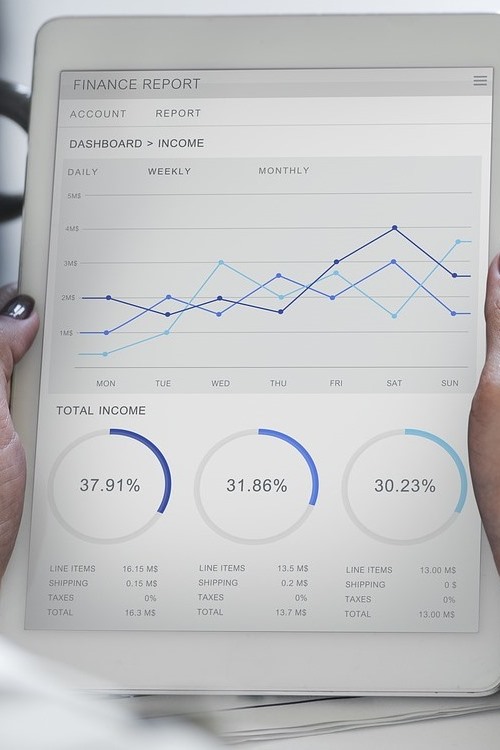 FINANCE REPORT
ACCOUNT REPORT
DASHBOARD > INCOME
DAILY WEEKLY MONTHLY
5M$
4M$
3M$
2M$
1M$
MON TUE WED THU FRI SAT SUN
TOTAL INCOME
37.91% 31.86% 30.23%
LINE ITEMS 16.15 M$ LINE ITEMS 13.5 M$ LINE ITEMS 13.00 M$
SHIPPING 0.15 M$ SHIPPING 0.2 M$ SHIPPING 0 $
TAXES 0% TAXES 0% TAXES 0%
TOTAL 16.3 M$ TOTAL 13.7 M$ TOTAL 13.00 M$